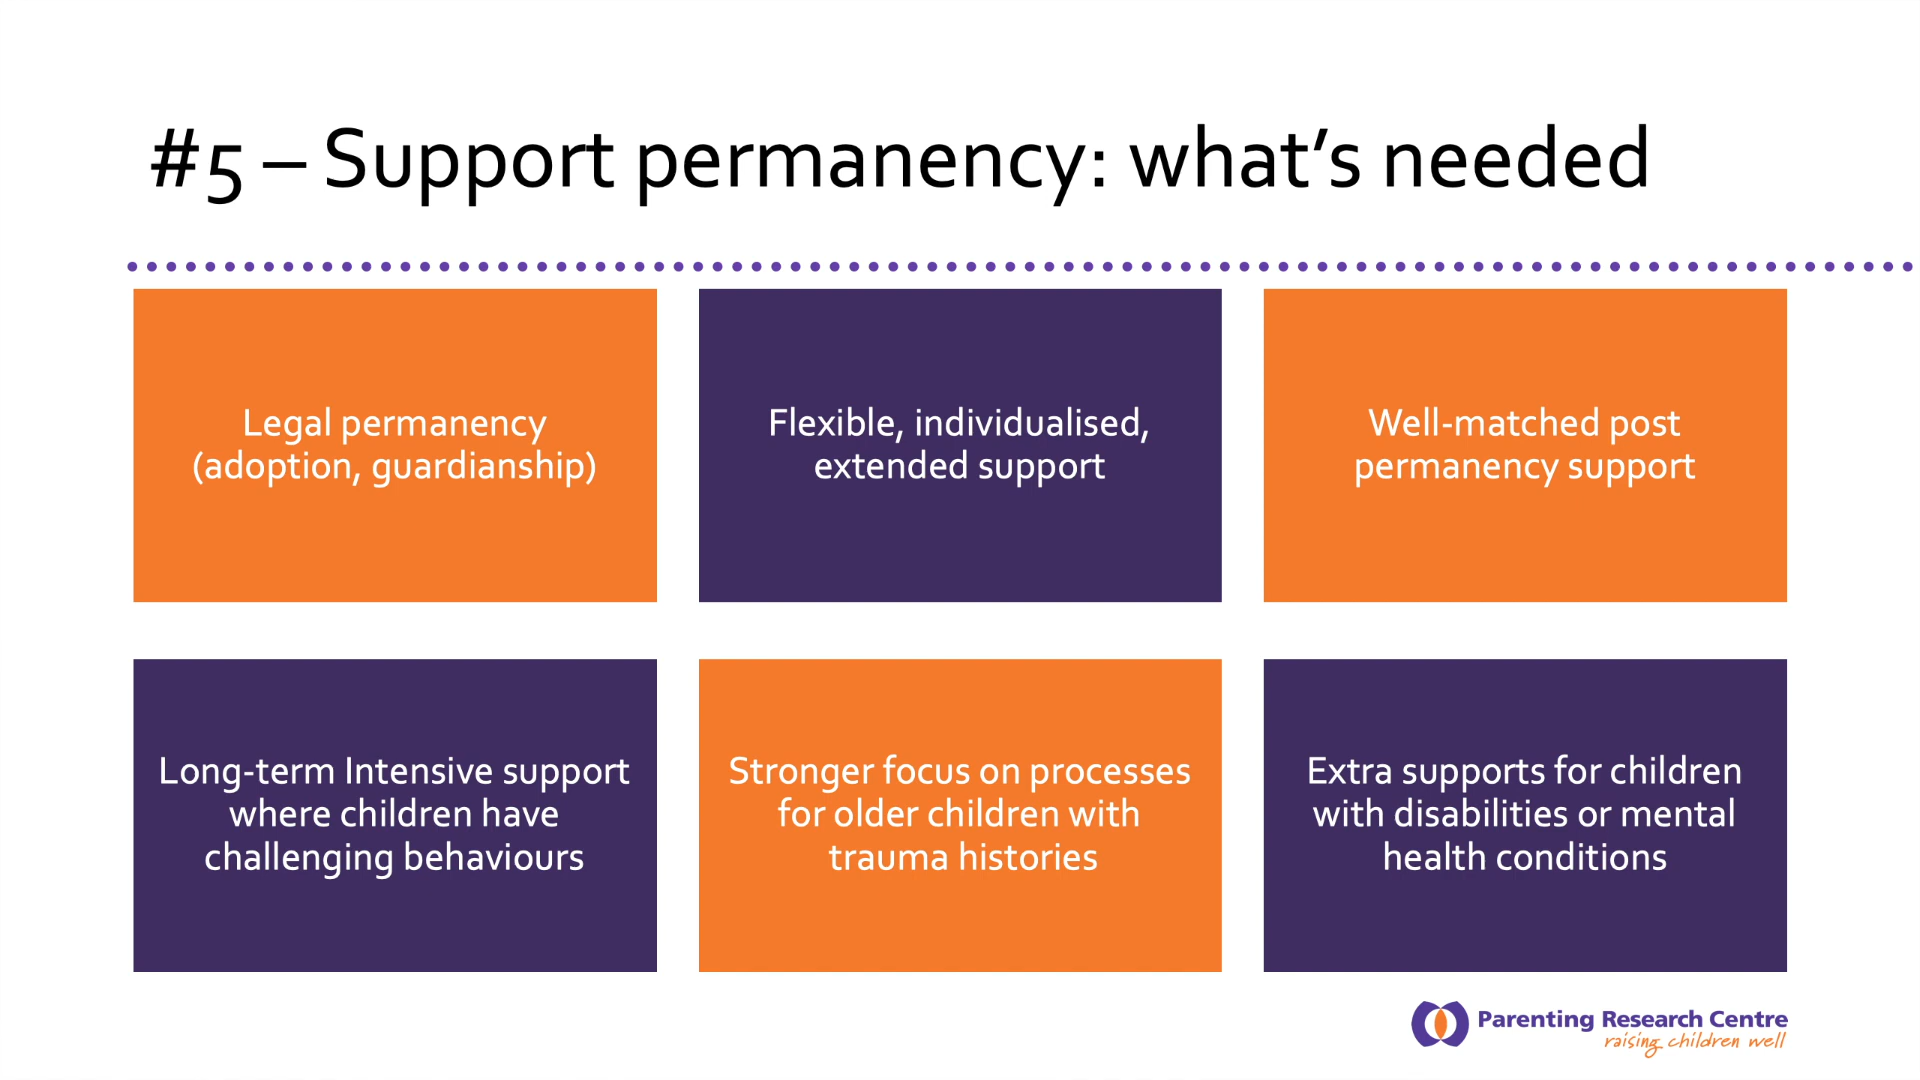 #5 – Support permanency: what’s needed
Legal permanency
(adoption, guardianship)
Flexible, individualised,
extended support
Well-matched post
permanency support
Long-term Intensive support
where children have
challenging behaviours
Stronger focus on processes
for older children with
trauma histories
Extra supports for children
with disabilities or mental
health conditions
Parenting Research Centre
raising children well